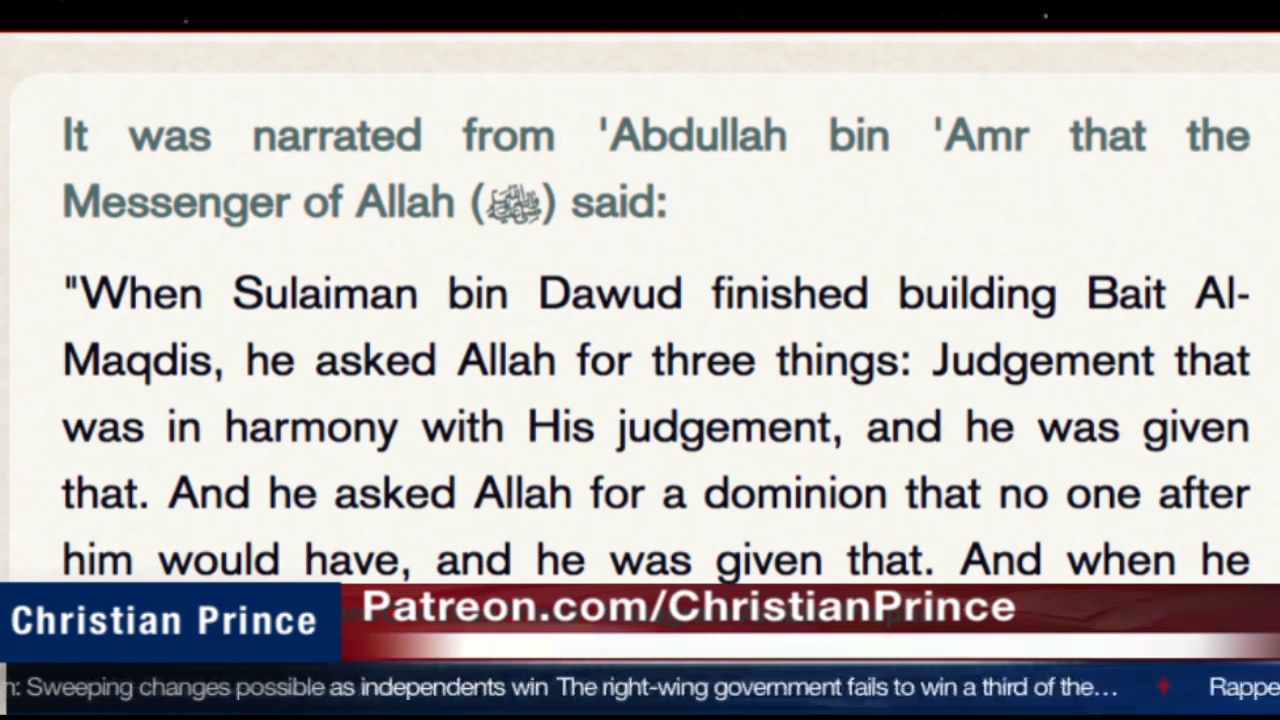 It was narrated from 'Abdullah bin 'Amr that the
Messenger of Allah (ﷺ) said:
"When Sulaiman bin Dawud finished building Bait Al-
Maqdis, he asked Allah for three things: Judgement that
was in harmony with His judgement, and he was given
that. And he asked Allah for a dominion that no one after
him would have, and he was given that. And when he
Christian Prince
Patreon.com/ChristianPrince
Sweeping changes possible as independents win The right-wing government fails to win a third of the… Rappe